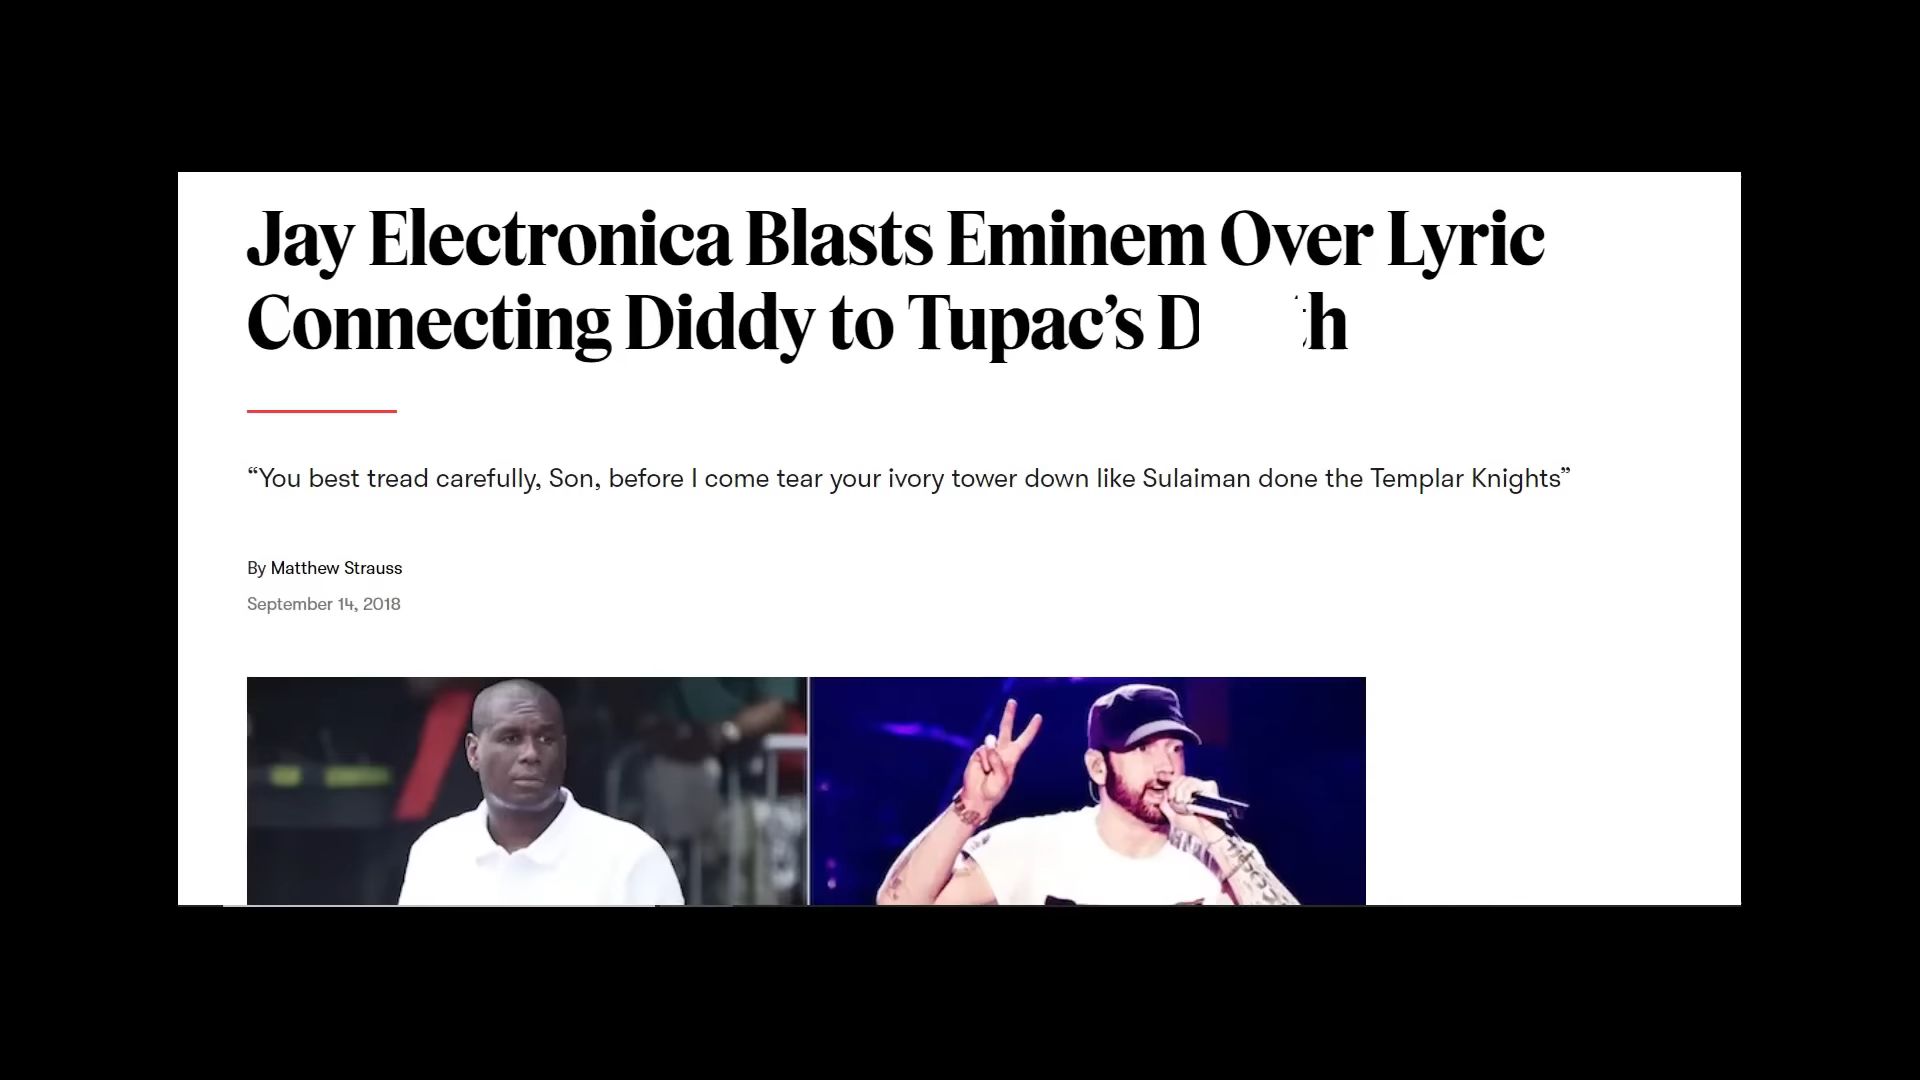 Jay Electronica Blasts Eminem Over Lyric
Connecting Diddy to Tupac’s D th
“You best tread carefully, Son, before I come tear your ivory tower down like Sulaiman done the Templar Knights”
By Matthew Strauss
September 14, 2018